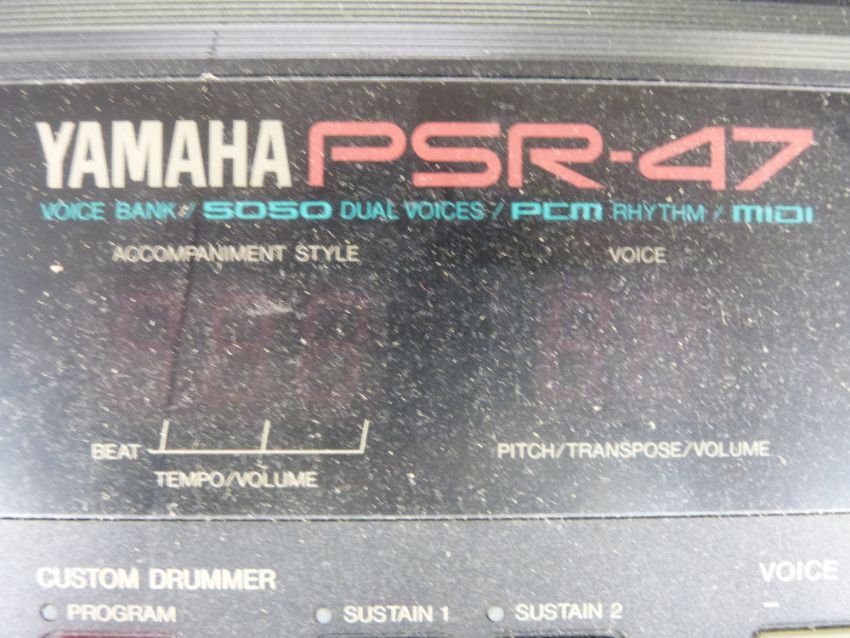 YAMAHA PSR-47
VOICE BANK / 5050 DUAL VOICES / PCM RHYTHM / MIDI
ACCOMPANIMENT STYLE VOICE
BEAT
TEMPO/VOLUME
PITCH/TRANSPOSE/VOLUME
CUSTOM DRUMMER
VOICE
PROGRAM SUSTAIN 1 SUSTAIN 2 –